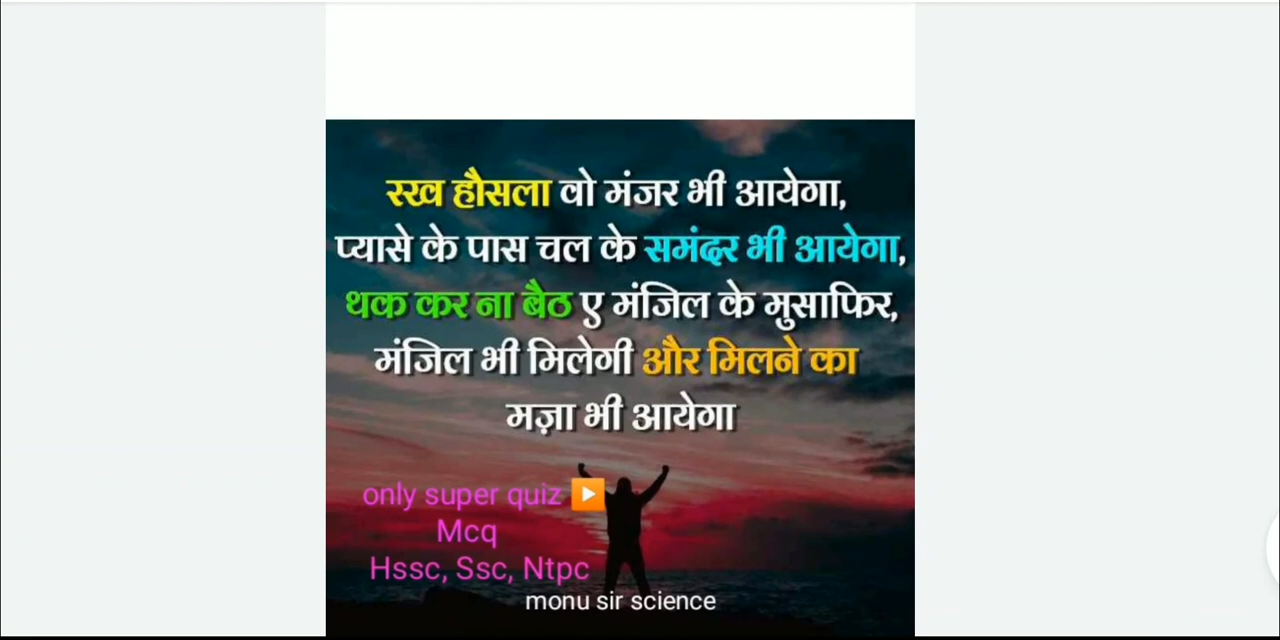 रख हौसला वो मंजर भी आयेगा,
प्यासे के पास चल के समंदर भी आयेगा,
थक कर ना बैठ ए मंजिल के मुसाफिर,
मंजिल भी मिलेगी और मिलने का
मज़ा भी आयेगा
only super quiz ▶️
Mcq
Hssc, Ssc, Ntpc
monu sir science